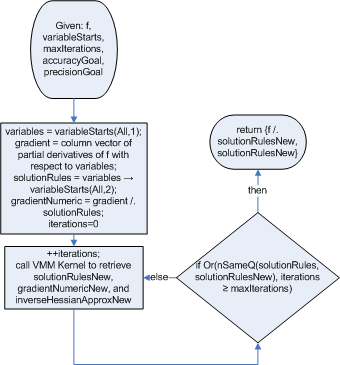 Given: f,
variableStarts,
maxIterations,
accuracyGoal,
precisionGoal
variables = variableStarts(All,1);
gradient = column vector of
partial derivatives of f with
respect to variables;
solutionRules = variables →
variableStarts(All,2);
gradientNumeric = gradient /.
solutionRules;
iterations=0
++iterations;
call VMM Kernel to retrieve
solutionRulesNew,
gradientNumericNew, and
inverseHessianApproxNew
else
if Or(nSameQ(solutionRules,
solutionRulesNew), iterations
≥ maxIterations)
then
return {f /.
solutionRulesNew,
solutionRulesNew}